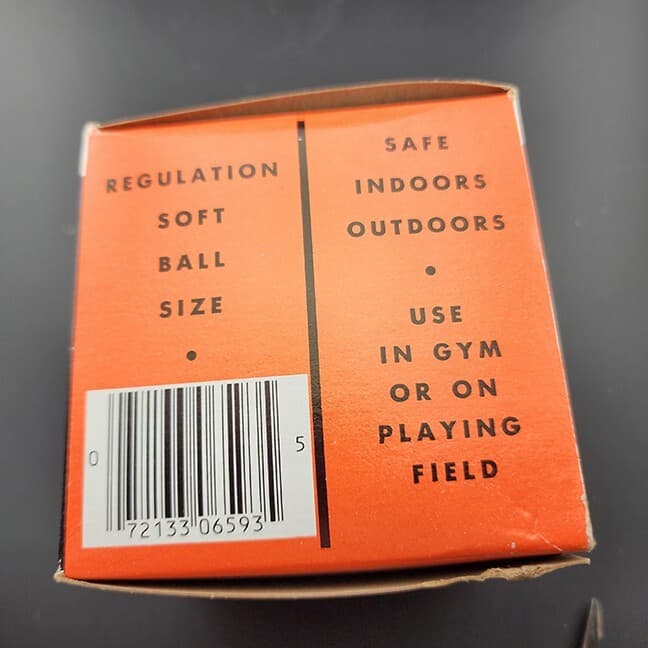 REGULATION
SOFT
BALL
SIZE
•
0 72133 06593 5
SAFE
INDOORS
OUTDOORS
•
USE
IN GYM
OR ON
PLAYING
FIELD